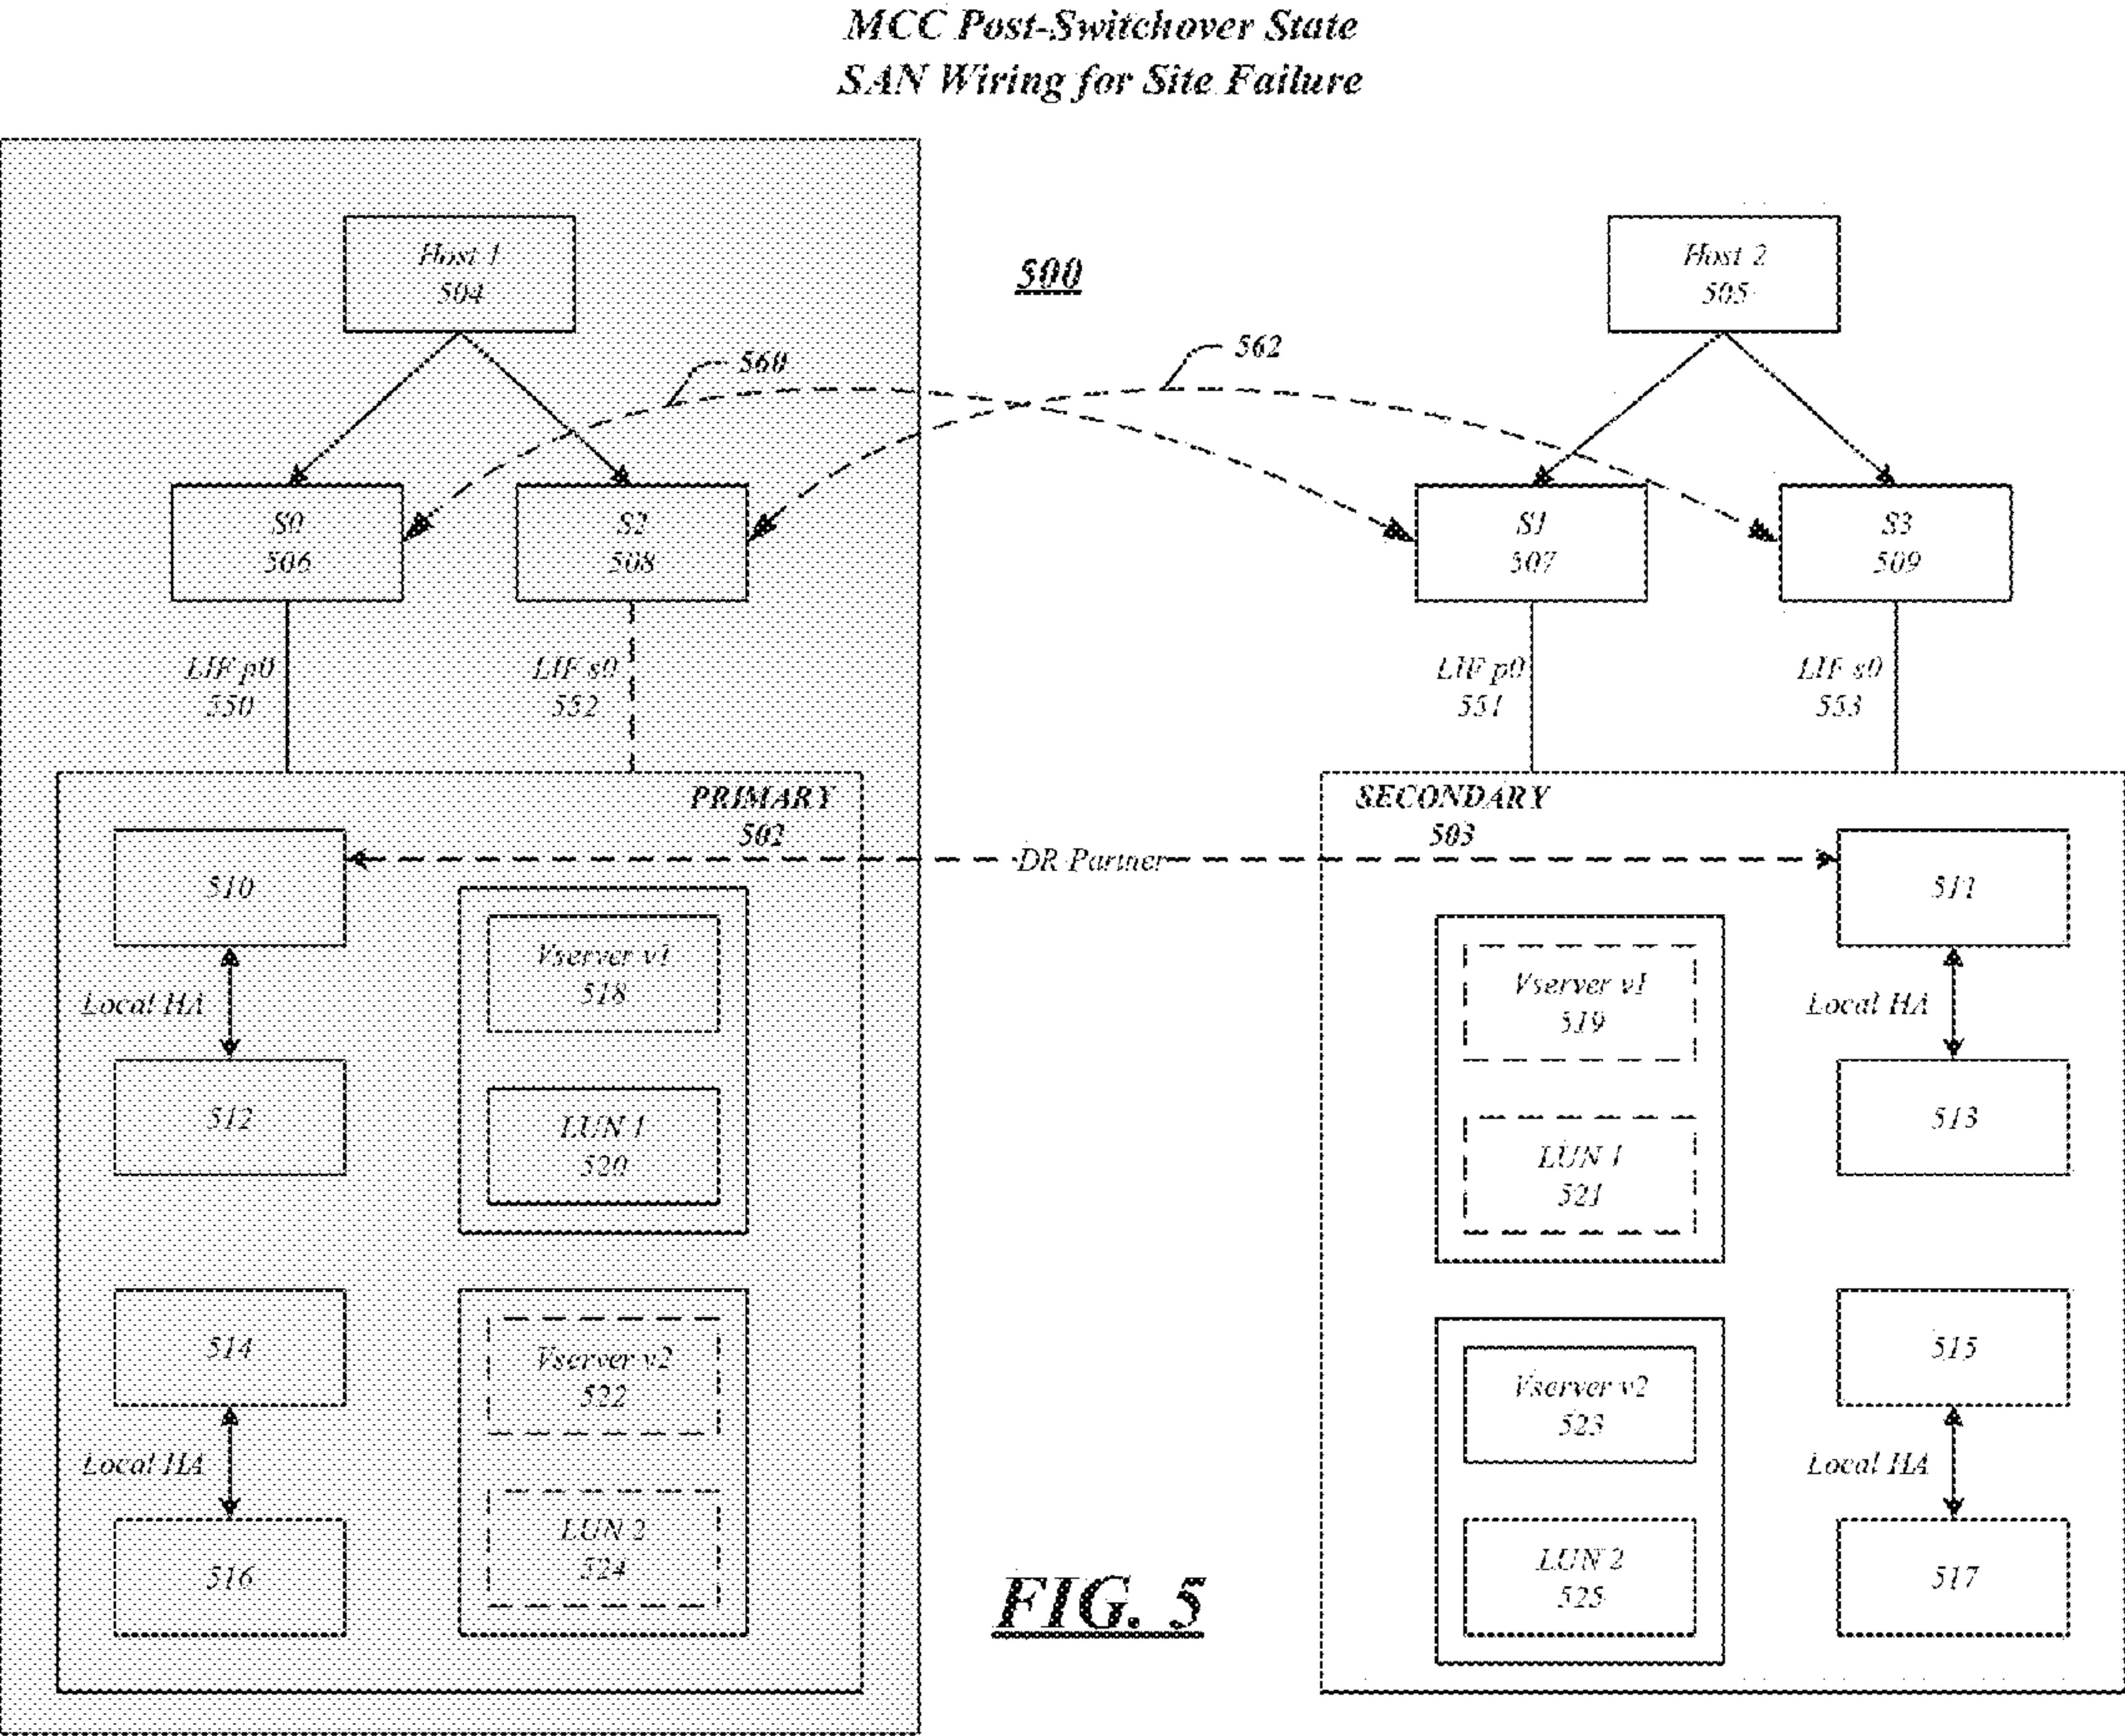 MCC Post-Switchover State
SAN Wiring for Site Failure
Host 1
504
500
Host 2
505
560
562
S0
506
S2
508
S1
507
S3
509
LIF p0
550
LIF s0
552
LIF p0
551
LIF s0
553
PRIMARY
502
SECONDARY
503
DR Partner
510
511
Vserver v1
518
Vserver v1
519
Local HA
Local HA
512
513
LUN 1
520
LUN 1
521
514
515
Vserver v2
522
Vserver v2
523
Local HA
Local HA
LUN 2
524
LUN 2
525
516
517
FIG. 5